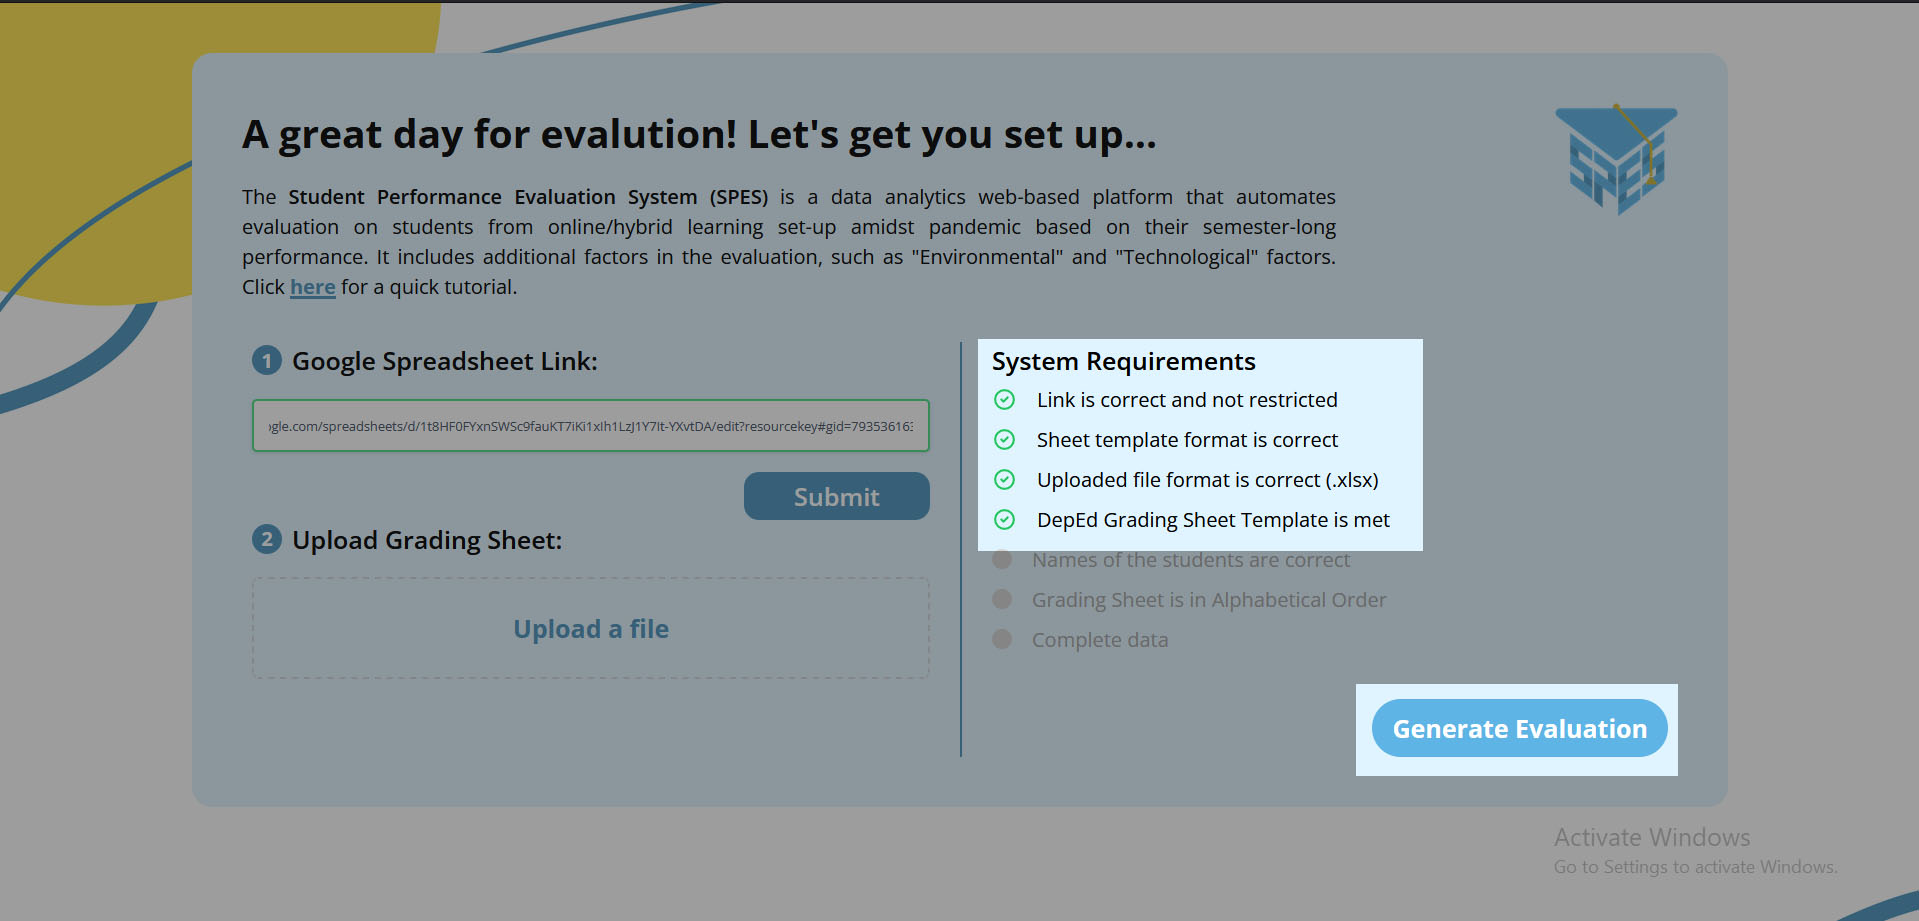 A great day for evalution! Let's get you set up...
SPES
The Student Performance Evaluation System (SPES) is a data analytics web-based platform that automates
evaluation on students from online/hybrid learning set-up amidst pandemic based on their semester-long
performance. It includes additional factors in the evaluation, such as "Environmental" and "Technological" factors.
Click here for a quick tutorial.
1 Google Spreadsheet Link:
gle.com/spreadsheets/d/1t8HF0FYxnSWSc9fauKT7iKi1xIh1LzJ1Y7It-YXvtDA/edit?resourcekey#gid=79353616
Submit
2 Upload Grading Sheet:
Upload a file
System Requirements
Link is correct and not restricted
Sheet template format is correct
Uploaded file format is correct (.xlsx)
DepEd Grading Sheet Template is met
Names of the students are correct
Grading Sheet is in Alphabetical Order
Complete data
Generate Evaluation
Activate Windows
Go to Settings to activate Windows.